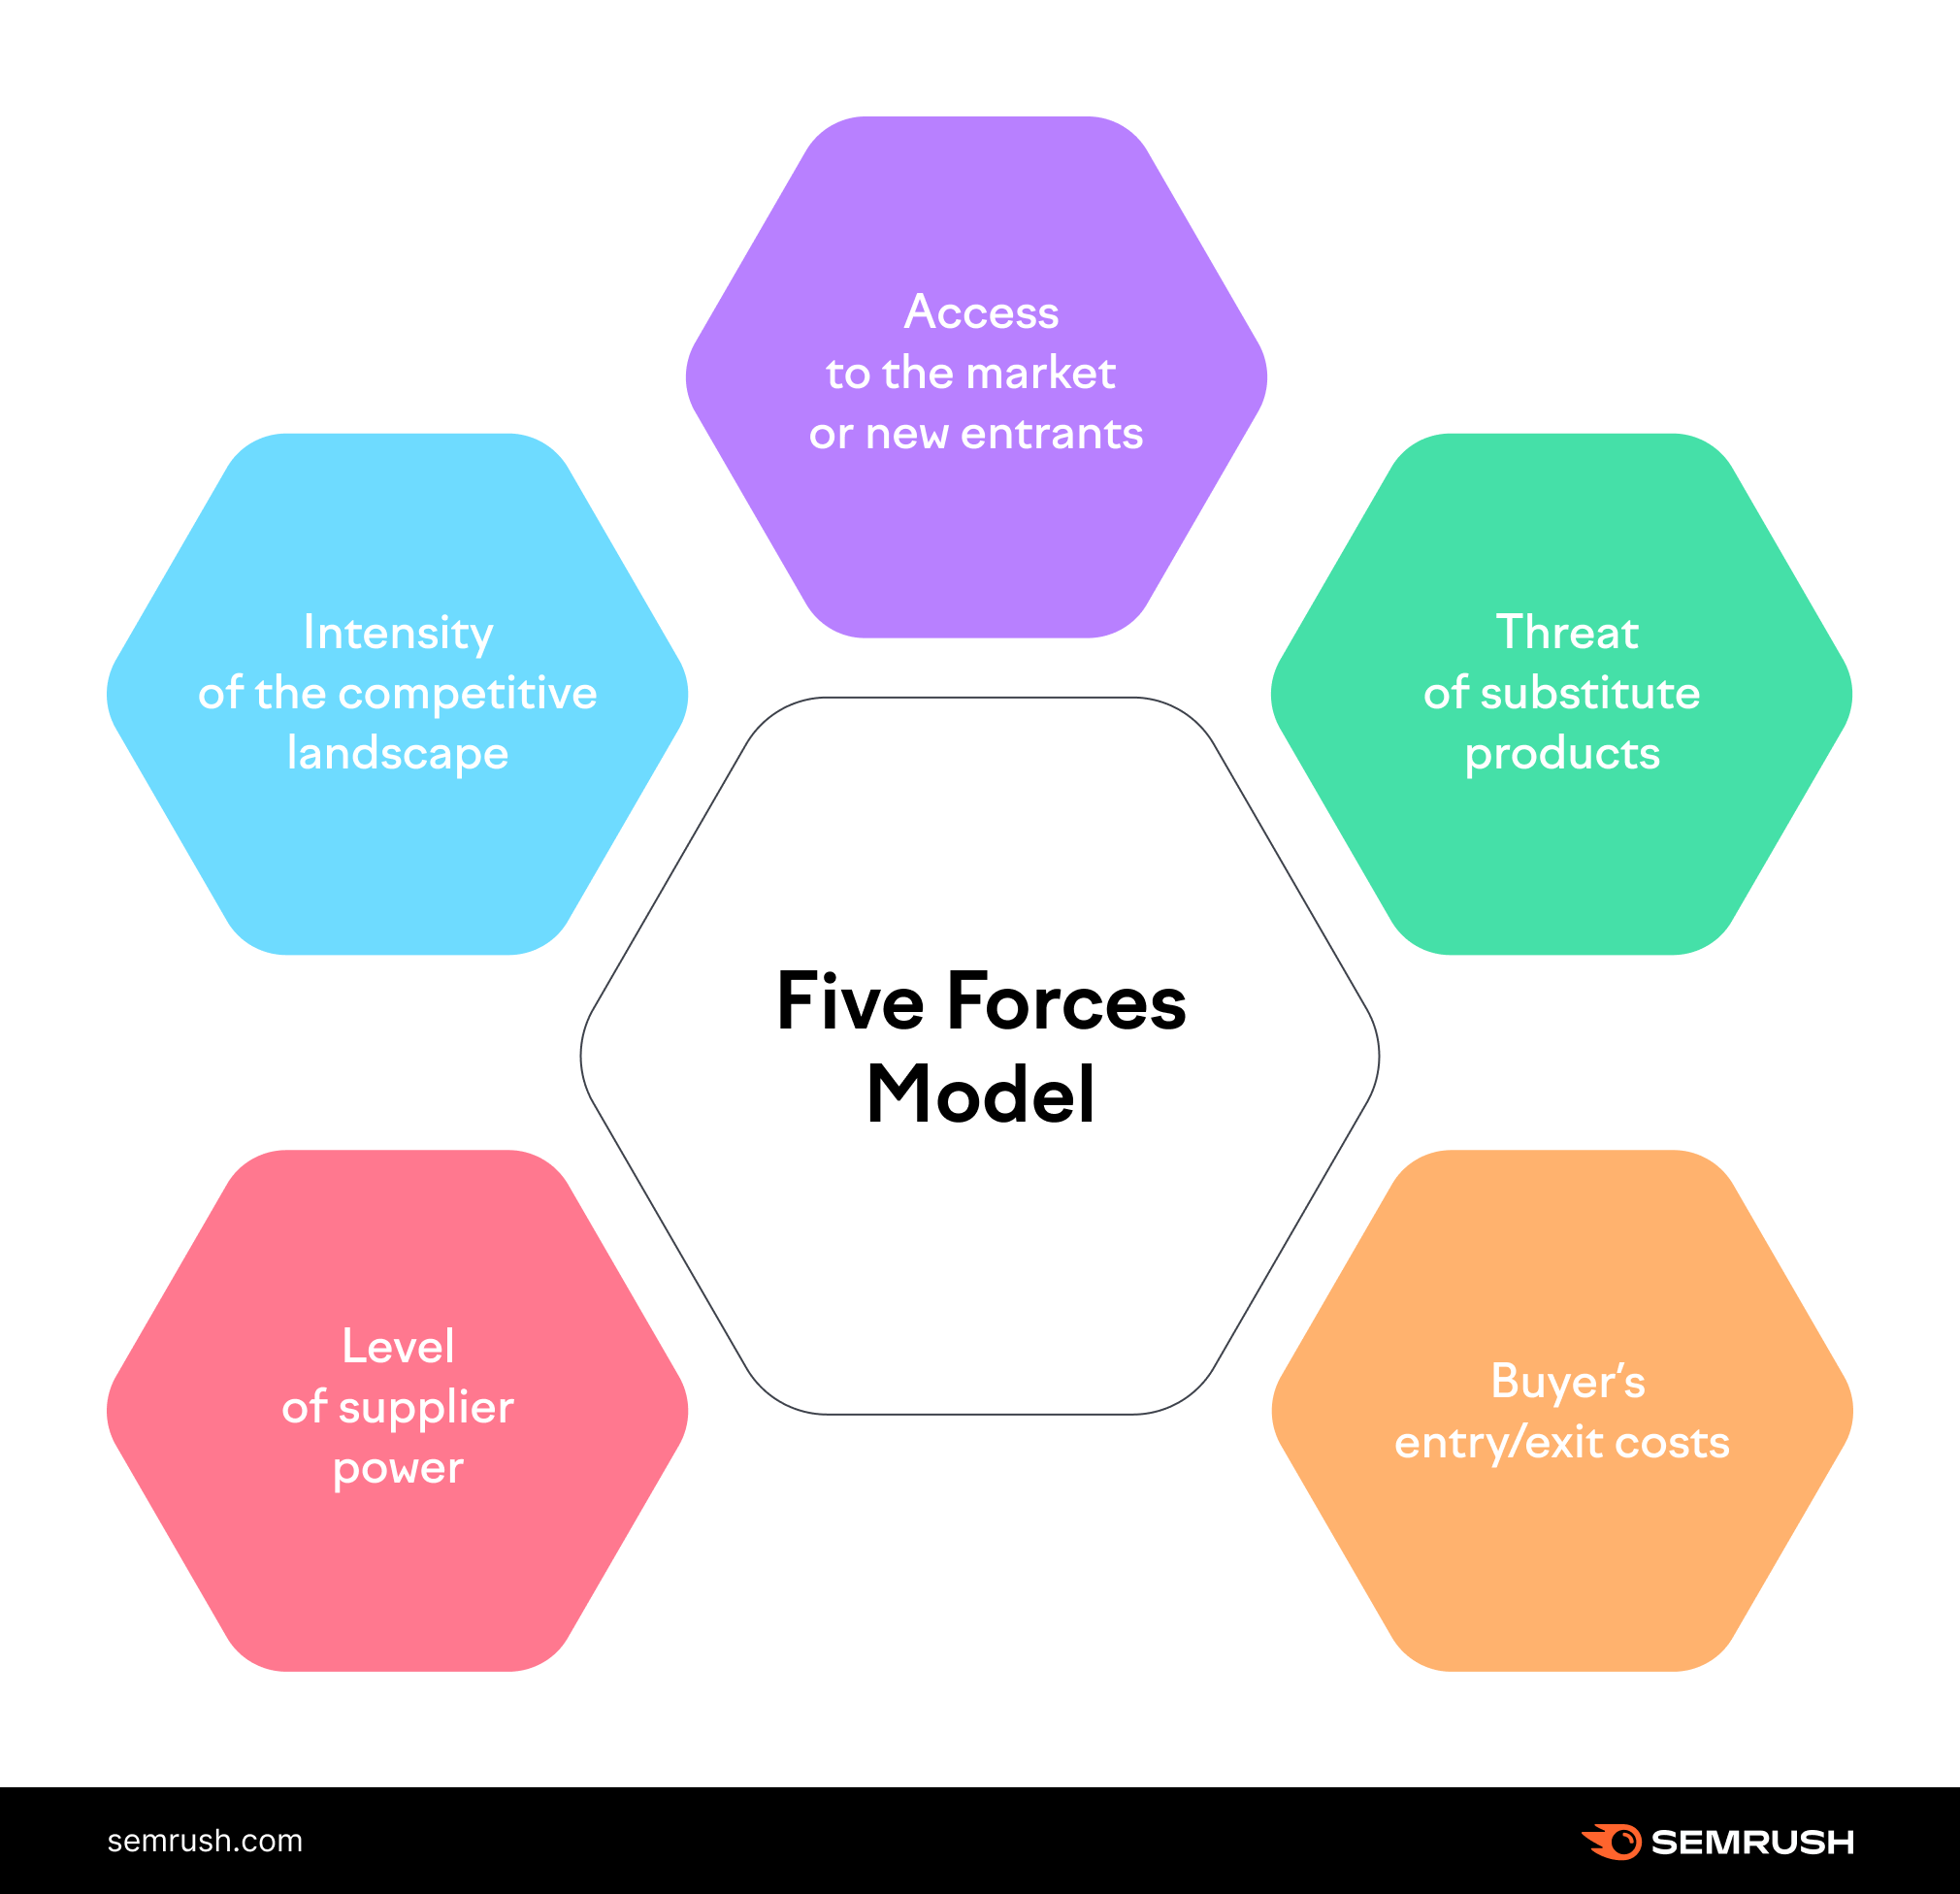 Access
to the market
or new entrants
Intensity
of the competitive
landscape
Threat
of substitute
products
Five Forces
Model
Level
of supplier
power
Buyer’s
entry/exit costs
semrush.com
SEMRUSH